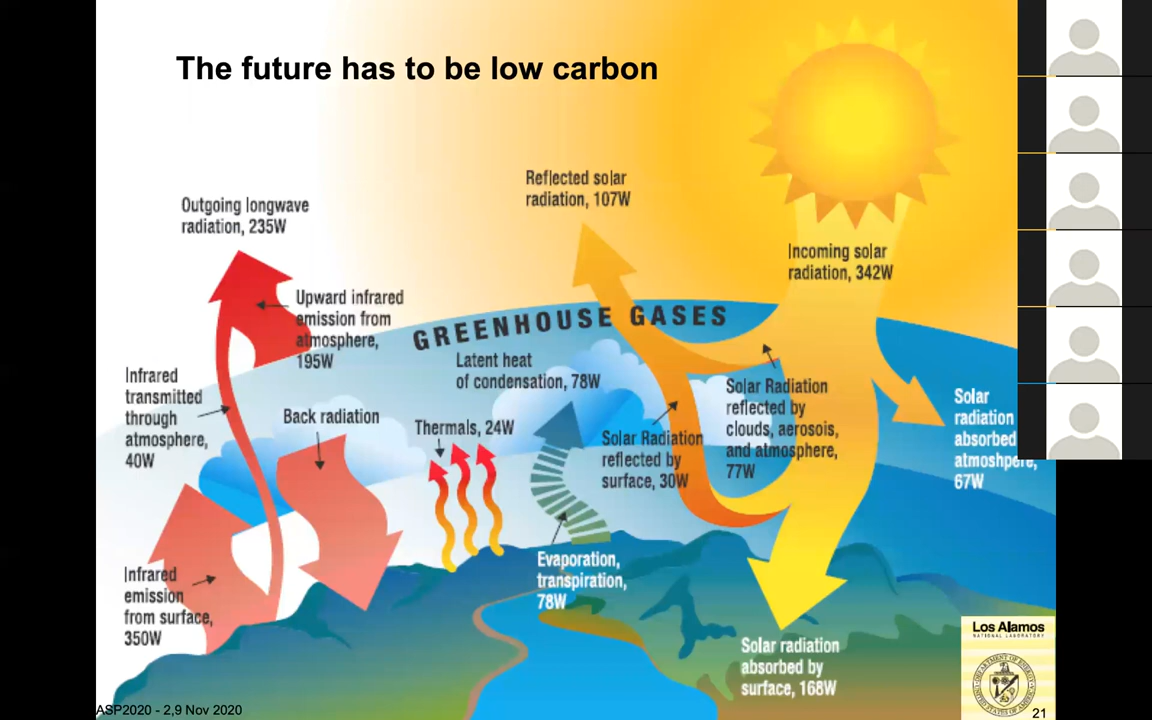 The future has to be low carbon
Reflected solar
radiation, 107W
Outgoing longwave
radiation, 235W
Incoming solar
radiation, 342W
Upward infrared
emission from
atmosphere,
195W
GREENHOUSE GASES
Latent heat
of condensation, 78W
Infrared
transmitted
through
atmosphere,
40W
Back radiation
Thermals, 24W
Solar Radiation
reflected by
surface, 30W
Solar Radiation
reflected by
clouds, aerosois,
and atmosphere,
77W
Solar
radiation
absorbed
atmoshpere,
67W
Evaporation,
transpiration,
78W
Infrared
emission
from surface,
350W
Solar radiation
absorbed by
surface, 168W
Los Alamos
NATIONAL LABORATORY
ASP2020 - 2,9 Nov 2020
21